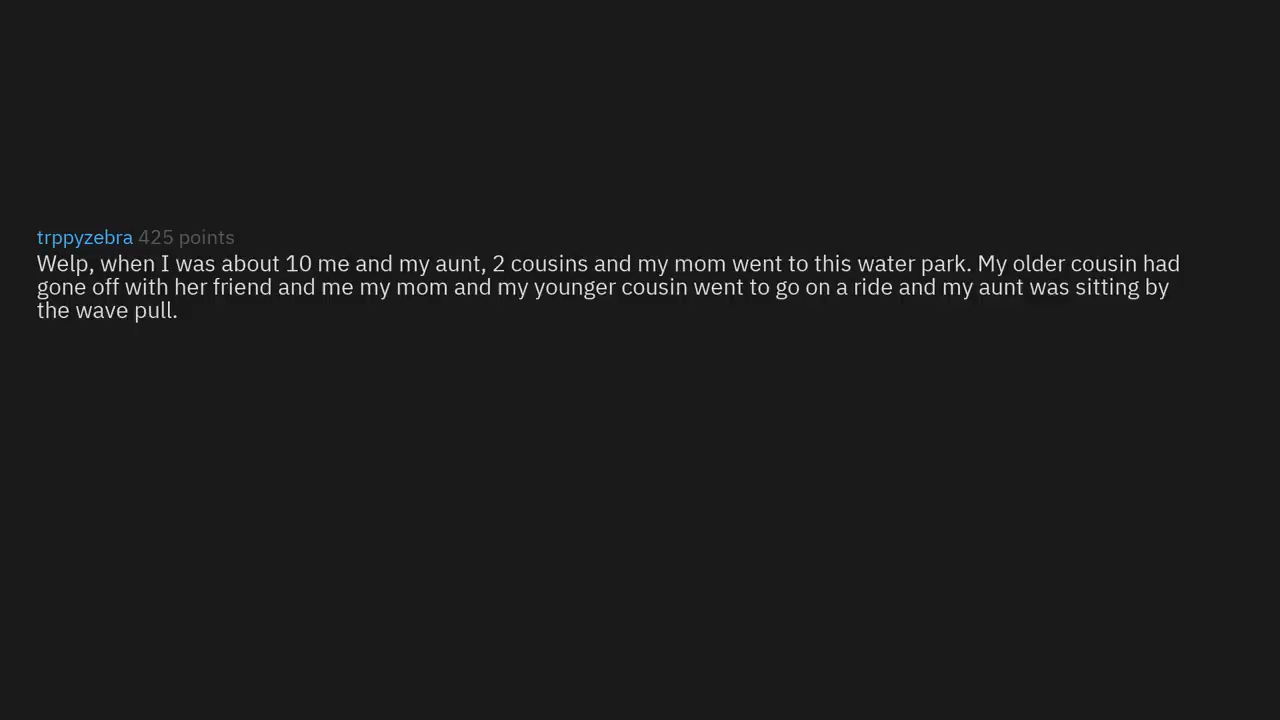 trppyzebra 425 points
Welp, when I was about 10 me and my aunt, 2 cousins and my mom went to this water park. My older cousin had
gone off with her friend and me my mom and my younger cousin went to go on a ride and my aunt was sitting by
the wave pull.